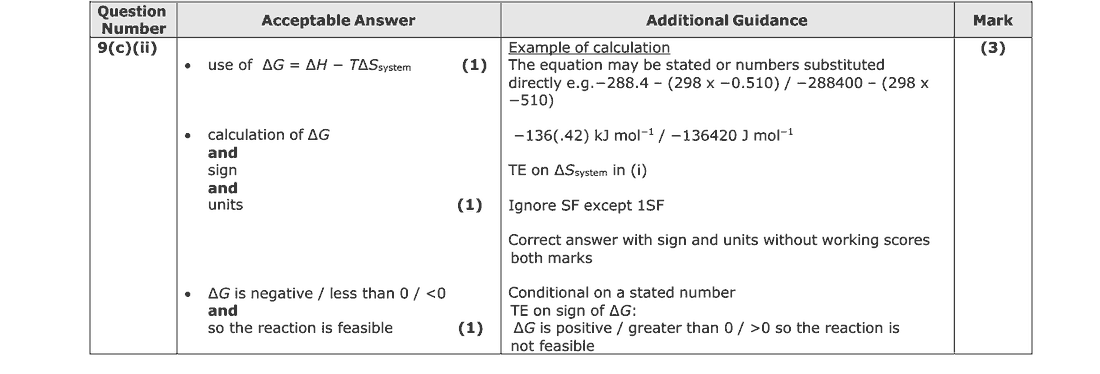 Question Number
Acceptable Answer
Additional Guidance
Mark
9(c)(ii)
• use of ΔG = ΔH − TΔSsystem (1)
Example of calculation
The equation may be stated or numbers substituted
directly e.g.−288.4 – (298 x −0.510) / −288400 – (298 x
−510)
(3)
• calculation of ΔG
and
sign
and
units (1)
−136(.42) kJ mol⁻¹ / −136420 J mol⁻¹
TE on ΔSsystem in (i)
Ignore SF except 1SF
Correct answer with sign and units without working scores
both marks
• ΔG is negative / less than 0 / <0
and
so the reaction is feasible (1)
Conditional on a stated number
TE on sign of ΔG:
ΔG is positive / greater than 0 / >0 so the reaction is
not feasible